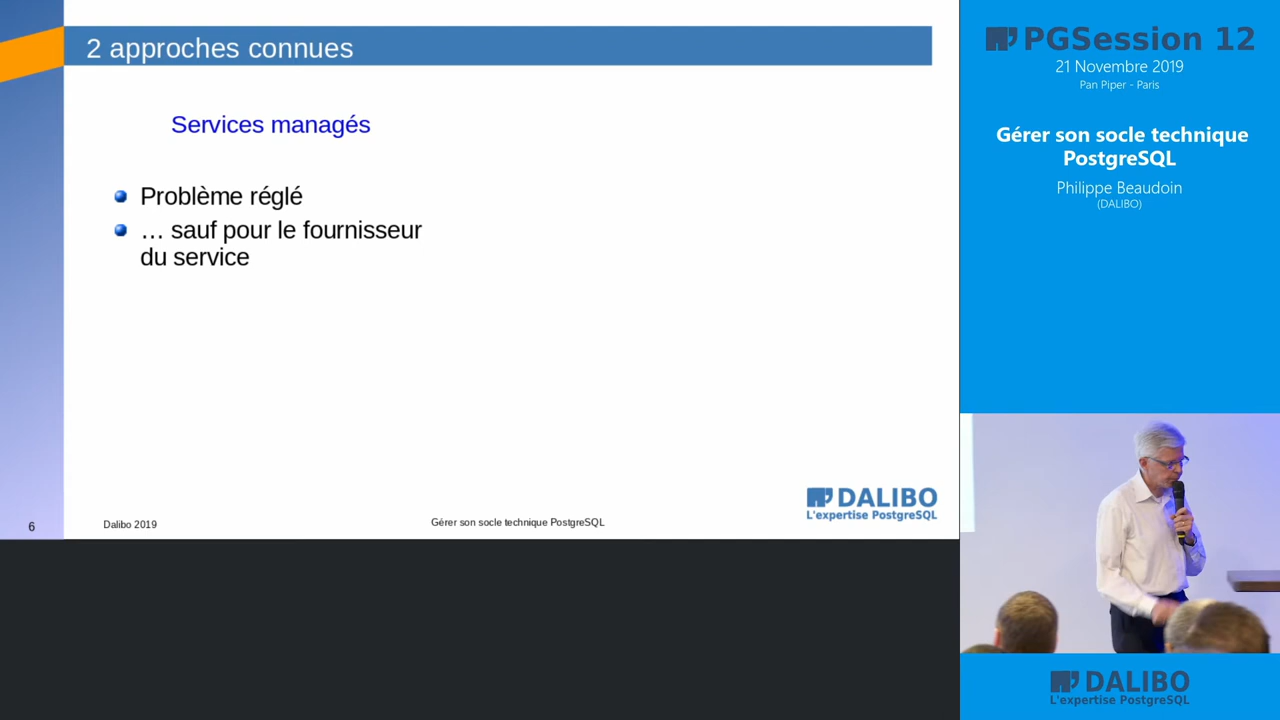 2 approches connues
Services managés
Problème réglé
… sauf pour le fournisseur
du service
DALIBO
L'expertise PostgreSQL
6
Dalibo 2019
Gérer son socle technique PostgreSQL
PGSession 12
21 Novembre 2019
Pan Piper - Paris
Gérer son socle technique
PostgreSQL
Philippe Beaudoin
(DALIBO)
DALIBO
L'expertise PostgreSQL